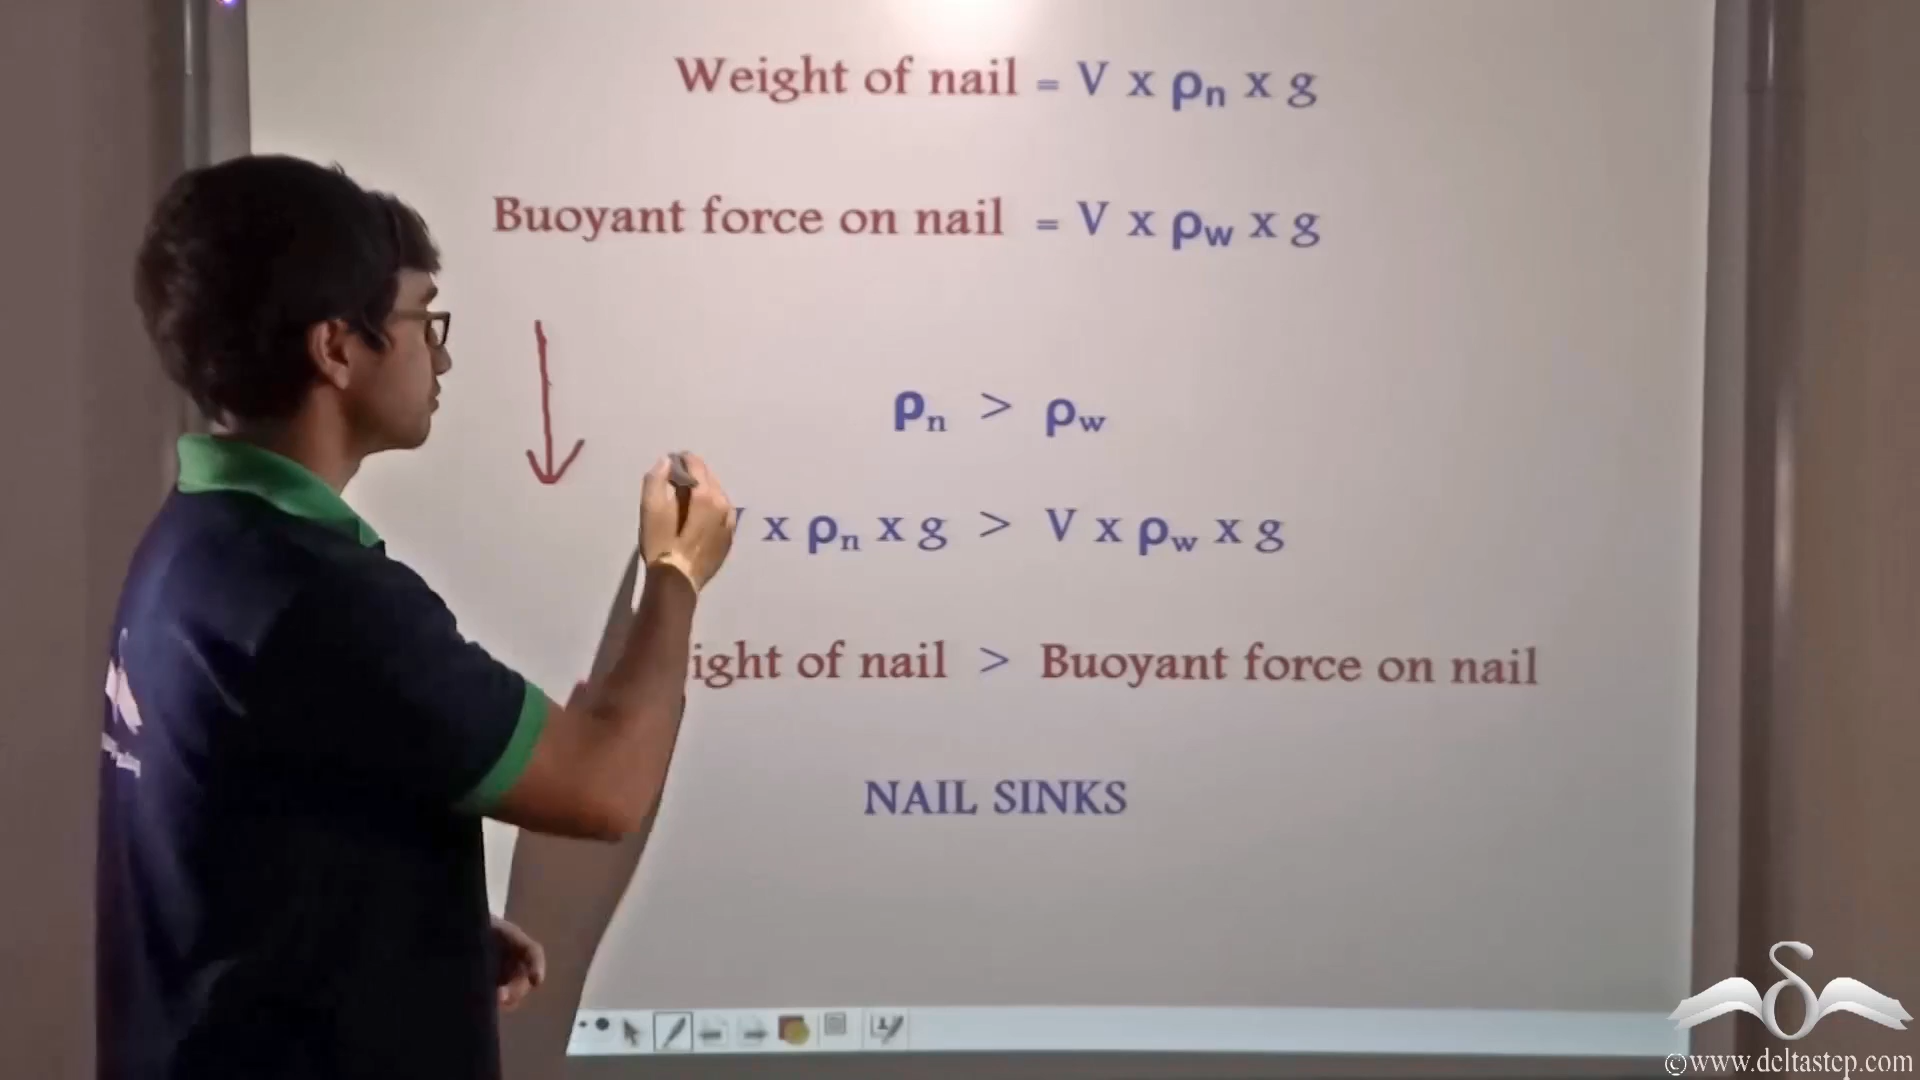 Weight of nail = V x ρn x g
Buoyant force on nail = V x ρw x g
ρn > ρw
x ρn x g > V x ρw x g
of nail > Buoyant force on nail
NAIL SINKS
©www.deltastep.com